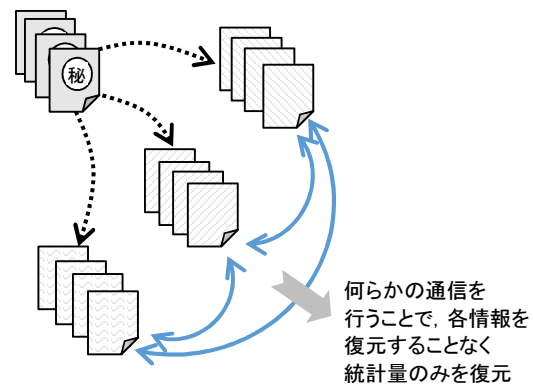 秘
何らかの通信を
行うことで, 各情報を
復元することなく
統計量のみを復元